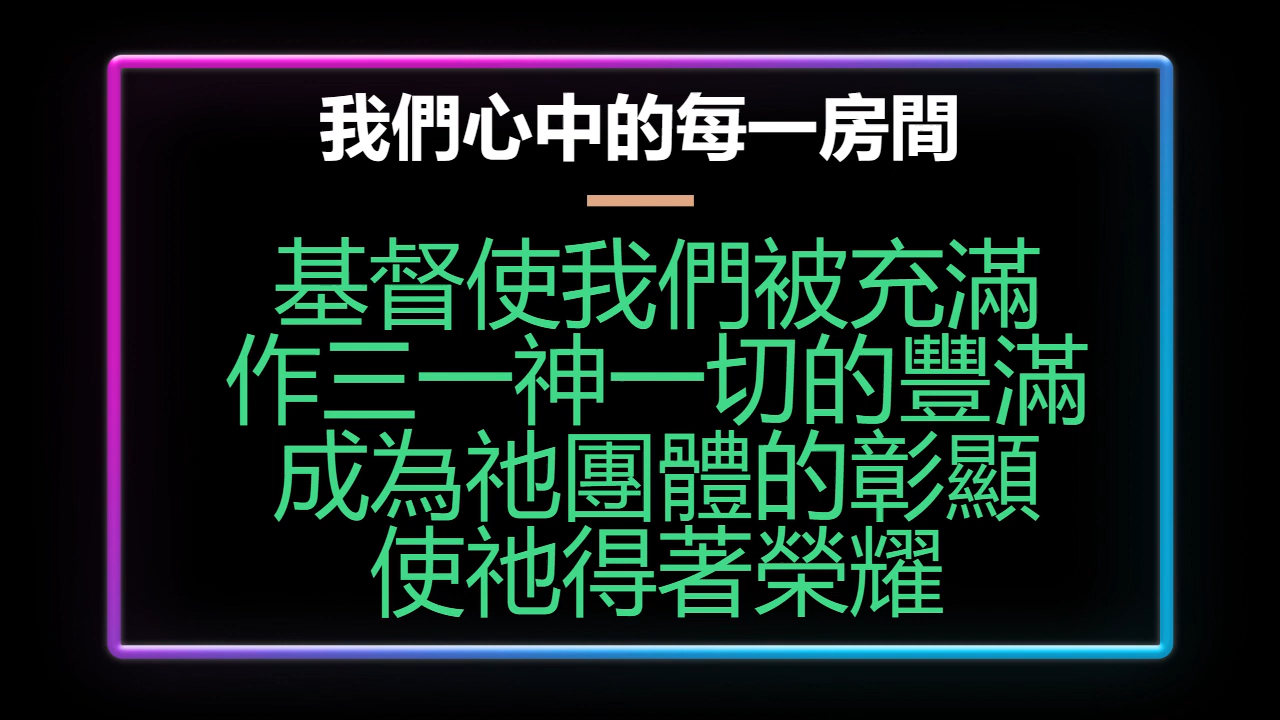 我們心中的每一房間
基督使我們被充滿
作三一神一切的豐滿
成為祂團體的彰顯
使祂得著榮耀